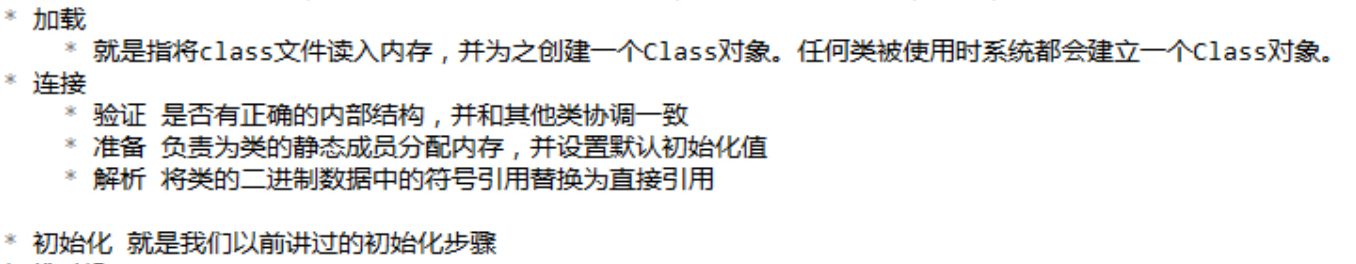 * 加载
* 就是指将class文件读入内存，并为之创建一个Class对象。任何类被使用时系统都会建立一个Class对象。
* 连接
* 验证 是否有正确的内部结构，并和其他类协调一致
* 准备 负责为类的静态成员分配内存，并设置默认初始化值
* 解析 将类的二进制数据中的符号引用替换为直接引用
* 初始化 就是我们以前讲过的初始化步骤